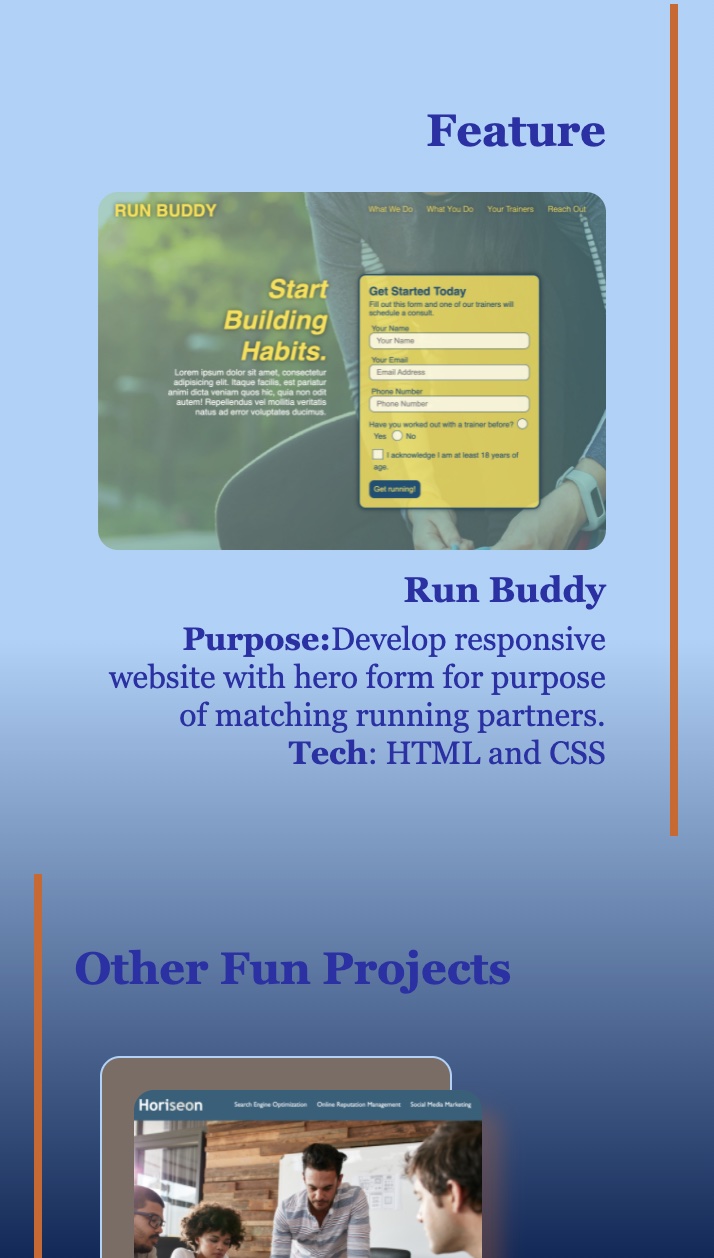 Feature
RUN BUDDY
What We Do What You Do Your Trainers Reach Out
Start
Building
Habits.
Lorem ipsum dolor sit amet, consectetur
adipisicing elit. Itaque facilis, est pariatur
animi dicta veniam quos hic, quia non odit
autem! Repellendus vel mollitia veritatis
natus ad error voluptates ducimus.
Get Started Today
Fill out this form and one of our trainers will
schedule a consult.
Your Name
Your Name
Your Email
Email Address
Phone Number
Phone Number
Have you worked out with a trainer before?
Yes No
I acknowledge I am at least 18 years of
age.
Get running!
Run Buddy
Purpose:Develop responsive
website with hero form for purpose
of matching running partners.
Tech: HTML and CSS
Other Fun Projects
Horiseon
Search Engine Optimization Online Reputation Management Social Media Marketing